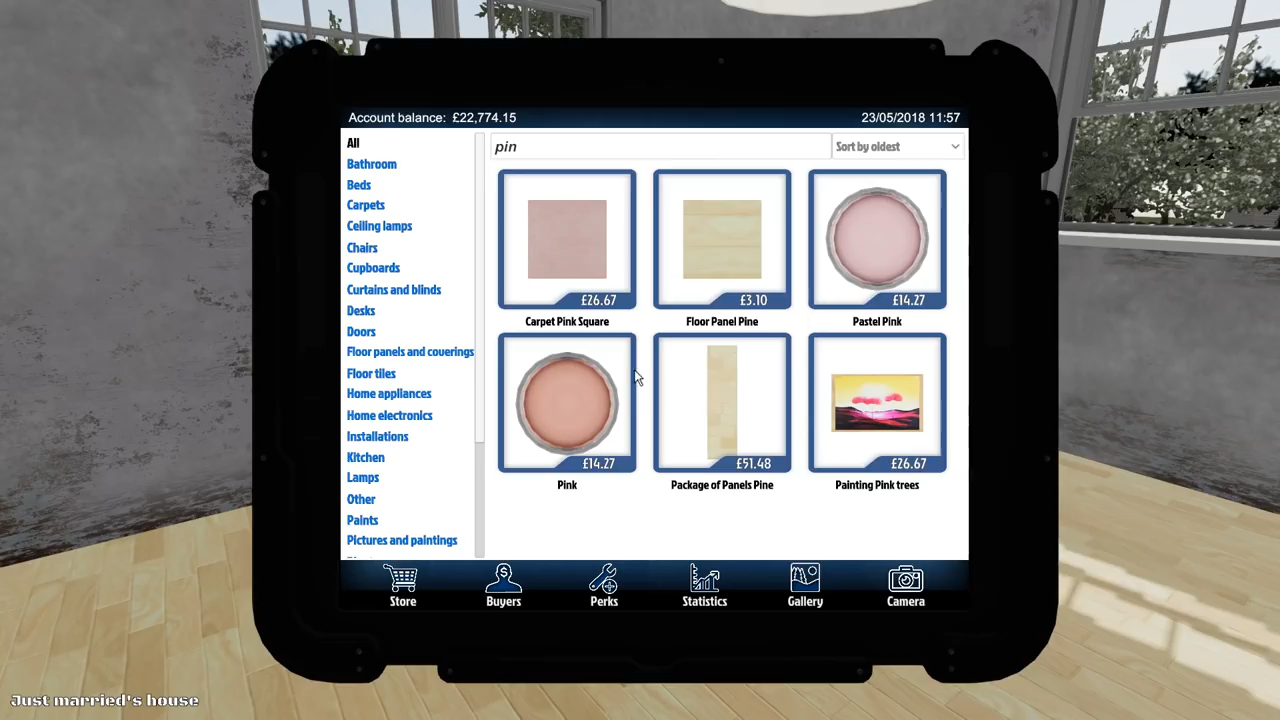 Account balance: £22,774.15
23/05/2018 11:57
All
Bathroom
Beds
Carpets
Ceiling lamps
Chairs
Cupboards
Curtains and blinds
Desks
Doors
Floor panels and coverings
Floor tiles
Home appliances
Home electronics
Installations
Kitchen
Lamps
Other
Paints
Pictures and paintings
pin
Sort by oldest
£26.67
£3.10
£14.27
Carpet Pink Square
Floor Panel Pine
Pastel Pink
£14.27
£51.48
£26.67
Pink
Package of Panels Pine
Painting Pink trees
Store
Buyers
Perks
Statistics
Gallery
Camera
Just married's house